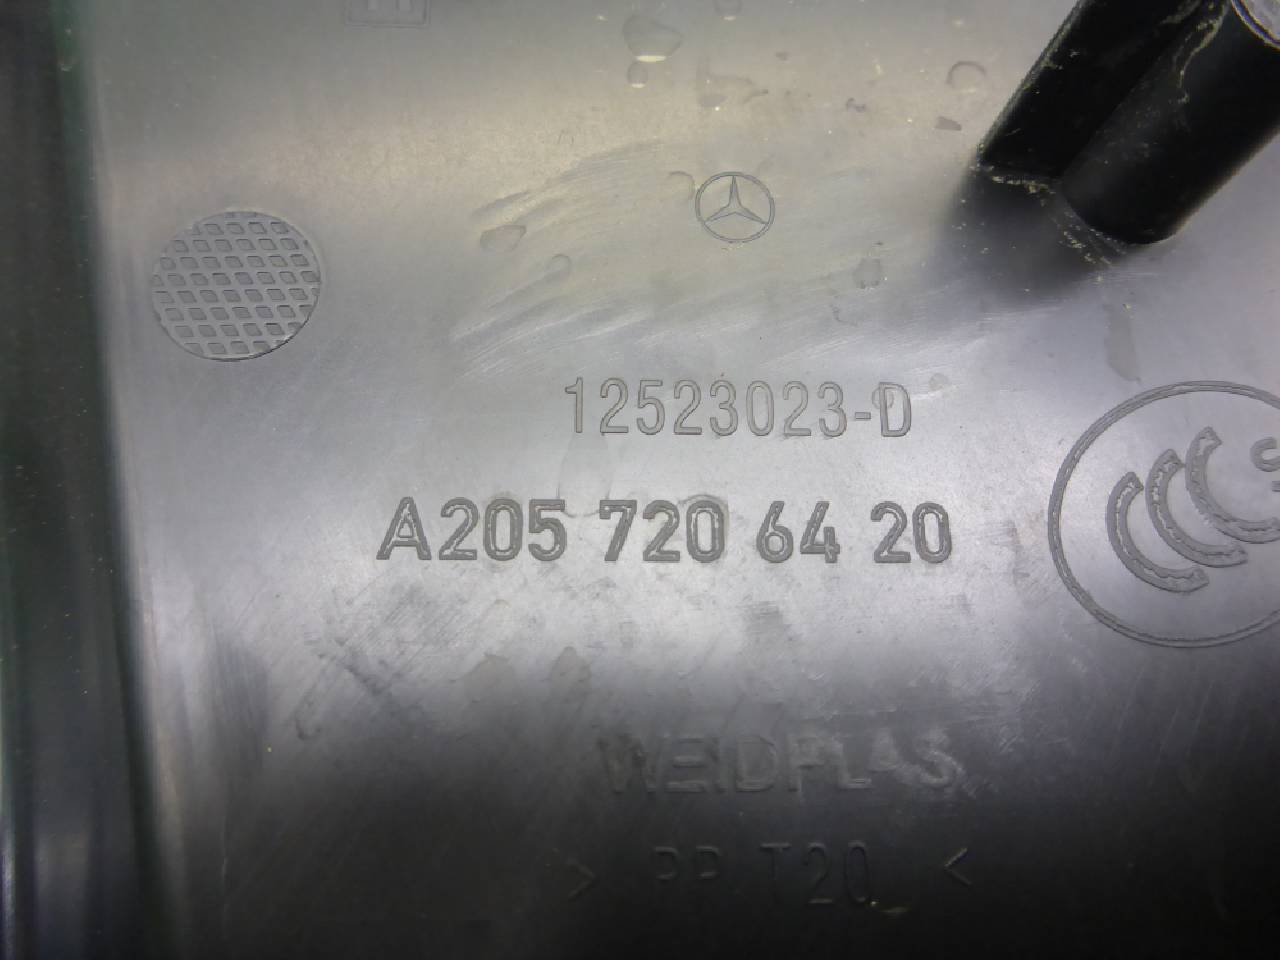 12523023-D
A205 720 64 20
WEIDPLAS
> PP T20 <